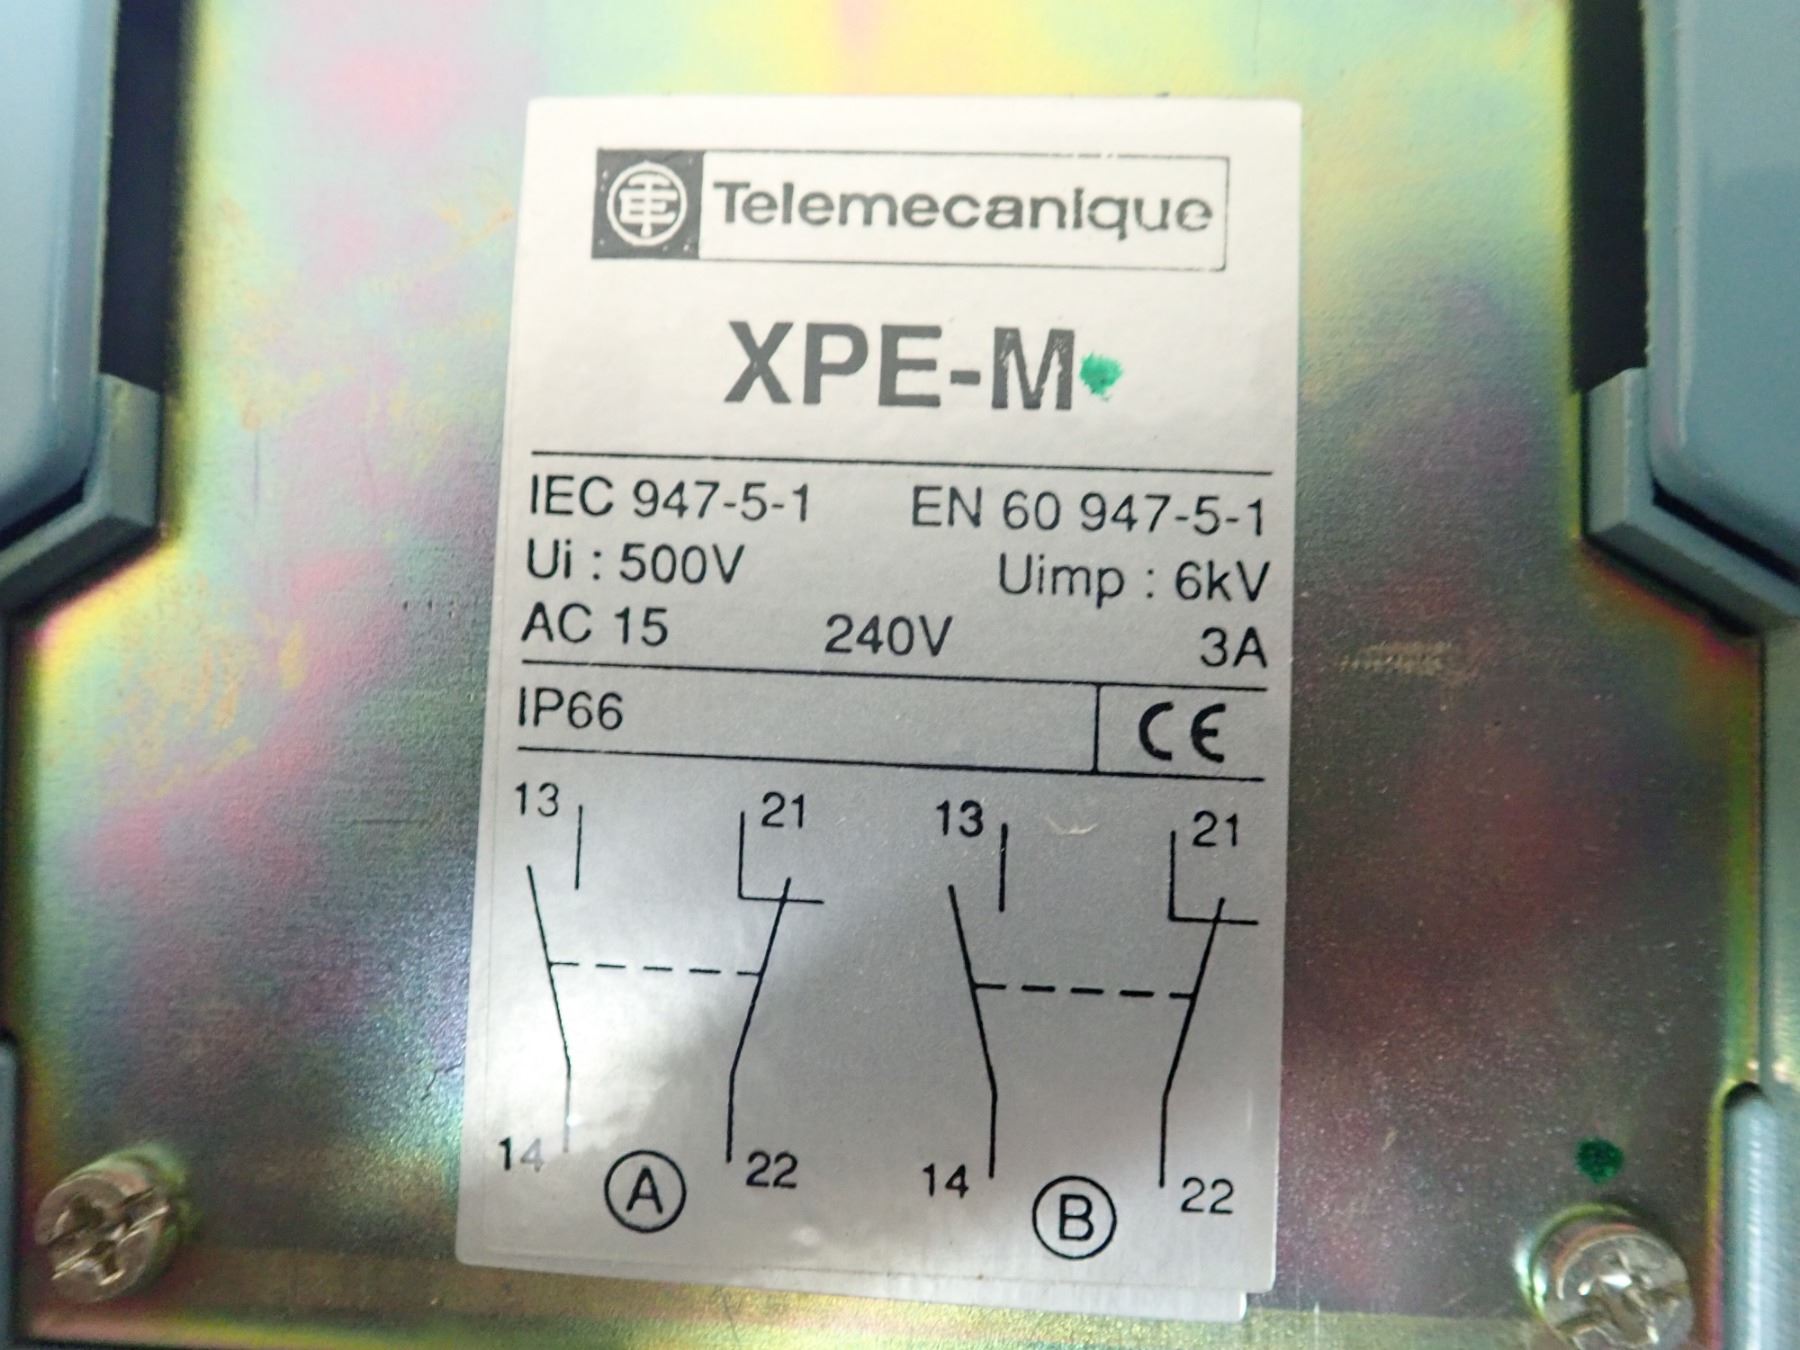 Telemecanique
XPE-M
IEC 947-5-1 EN 60 947-5-1
Ui : 500V Uimp : 6kV
AC 15 240V 3A
IP66 CE
13 21 13 21
14 A 22 14 B 22